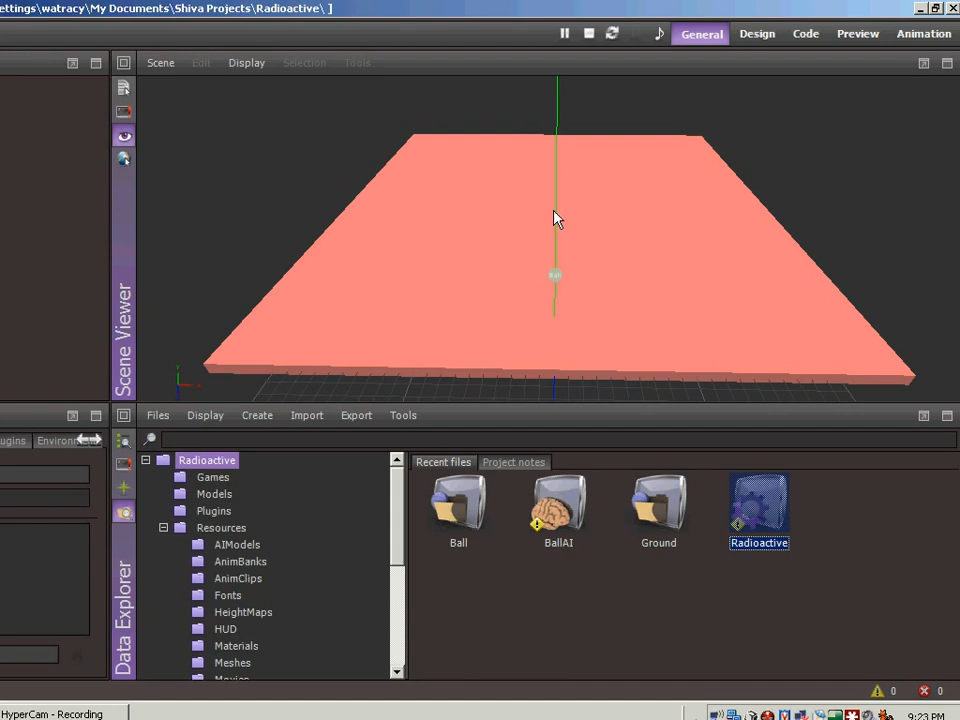 ettings\watracy\My Documents\Shiva Projects\Radioactive\ ]
General Design Code Preview Animation
Scene Edit Display Selection Tools
Scene Viewer
Files Display Create Import Export Tools
ugins
Data Explorer
Radioactive
Games
Models
Plugins
Resources
AIModels
AnimBanks
AnimClips
Fonts
HeightMaps
HUD
Materials
Meshes
Recent files Project notes
Ball BallAI Ground Radioactive
0 0
HyperCam - Recording
9:23 PM